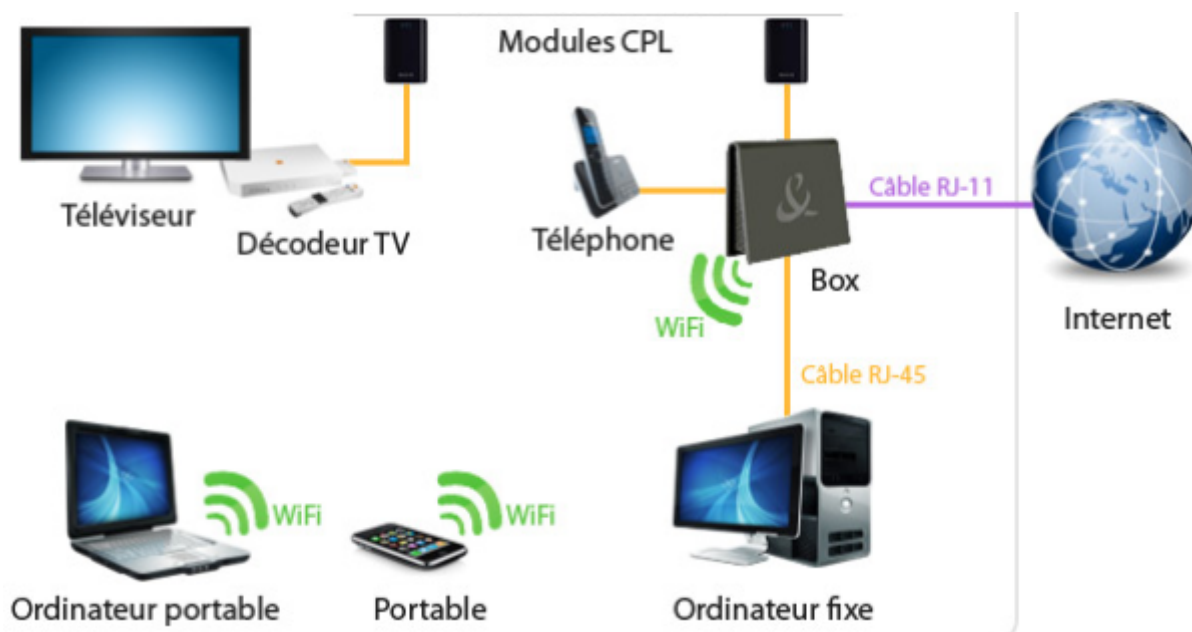 Modules CPL
Téléviseur
Décodeur TV
Téléphone
Câble RJ-11
Box
WiFi
Internet
Câble RJ-45
WiFi
WiFi
Ordinateur portable
Portable
Ordinateur fixe